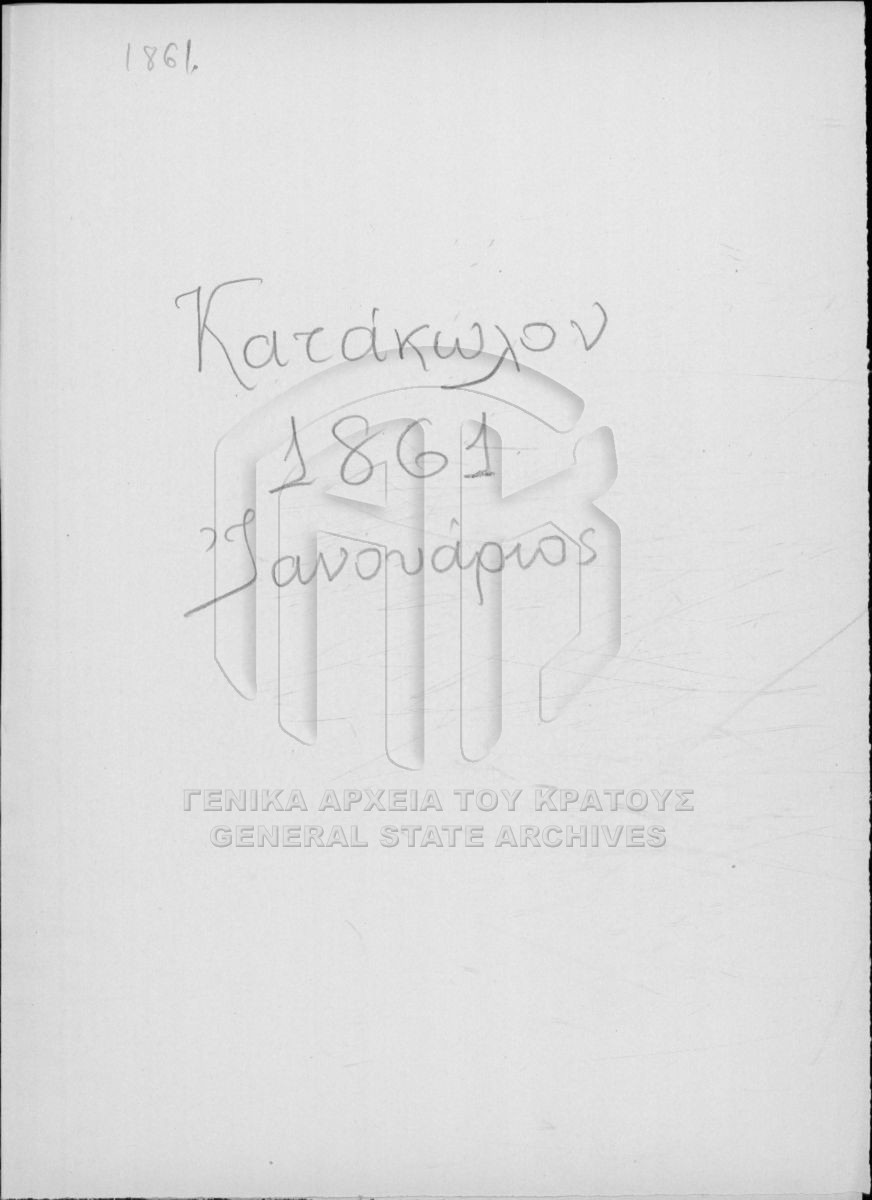 1861.
Κατάκωλον
1861
Ἰανουάριος
ΓΕΝΙΚΑ ΑΡΧΕΙΑ ΤΟΥ ΚΡΑΤΟΥΣ
GENERAL STATE ARCHIVES